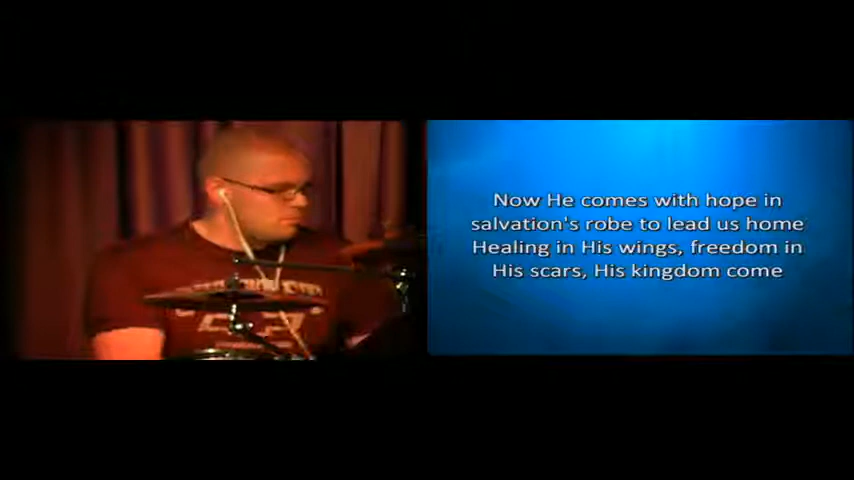 Now He comes with hope in
salvation's robe to lead us home
Healing in His wings, freedom in
His scars, His kingdom come